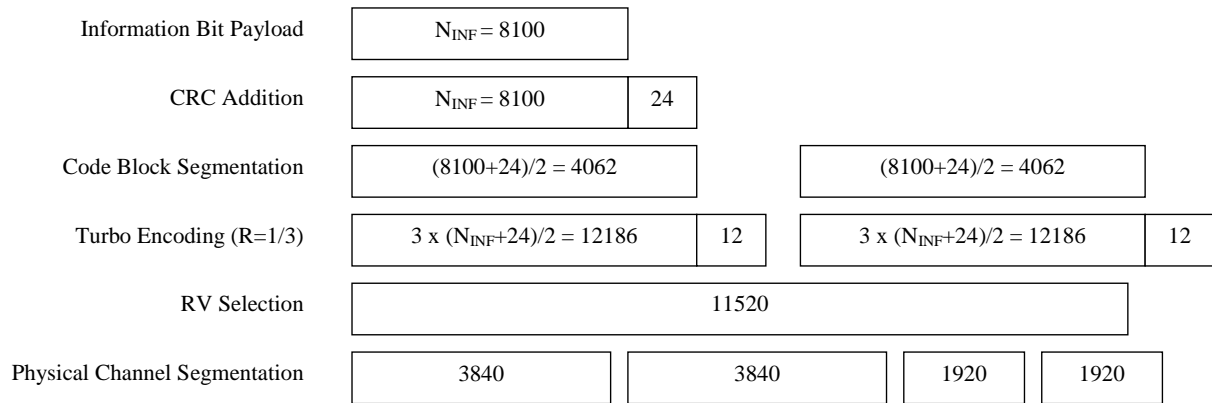 Information Bit Payload N_INF = 8100
CRC Addition N_INF = 8100 24
Code Block Segmentation (8100+24)/2 = 4062 (8100+24)/2 = 4062
Turbo Encoding (R=1/3) 3 x (N_INF+24)/2 = 12186 12 3 x (N_INF+24)/2 = 12186 12
RV Selection 11520
Physical Channel Segmentation 3840 3840 1920 1920